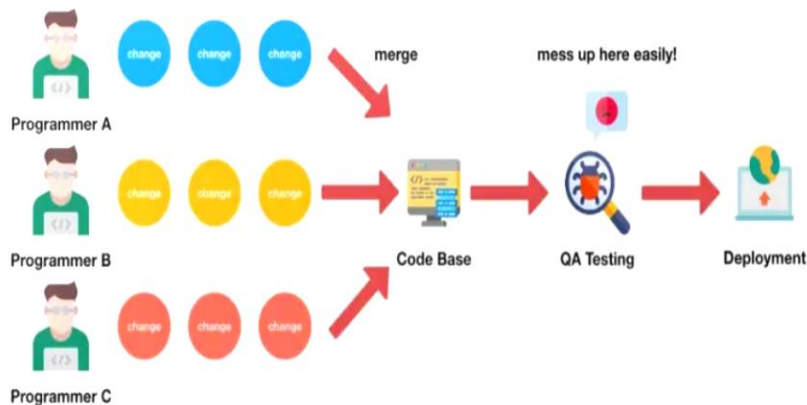 change change change
merge
mess up here easily!
Programmer A
change change change
Programmer B
Code Base
QA Testing
Deployment
change change change
Programmer C